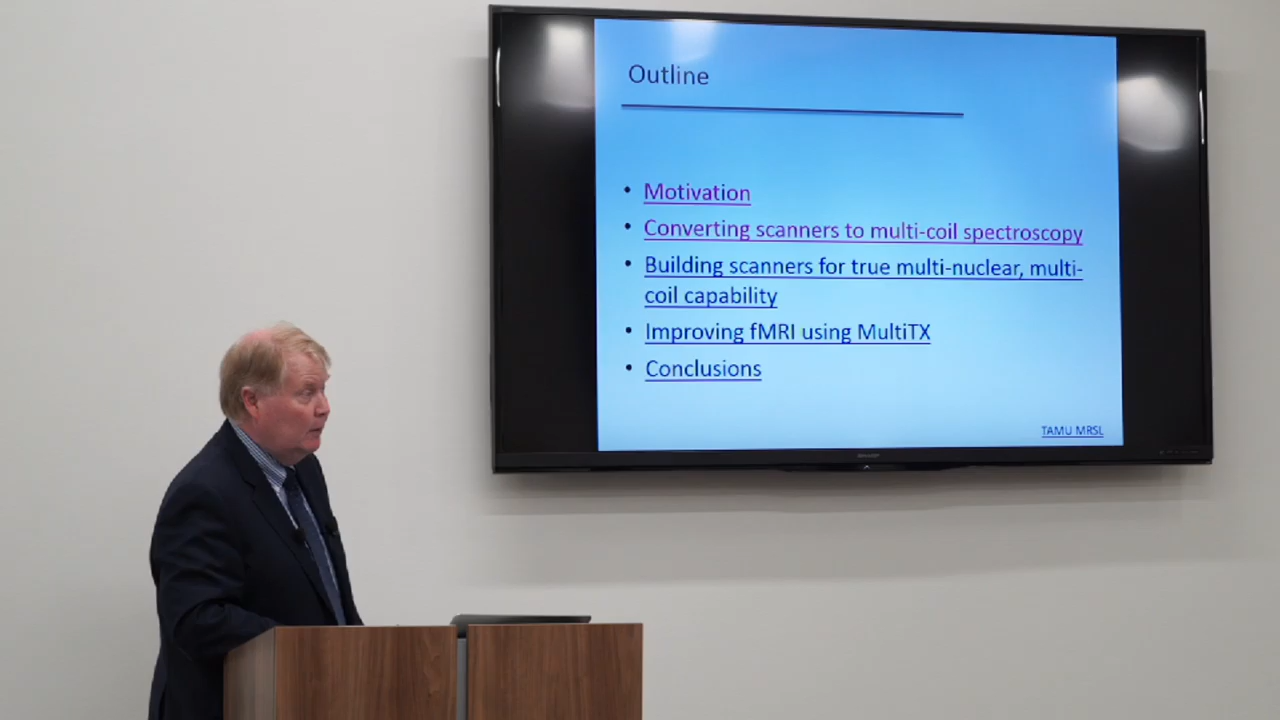 Outline
• Motivation
• Converting scanners to multi-coil spectroscopy
• Building scanners for true multi-nuclear, multi-
coil capability
• Improving fMRI using MultiTX
• Conclusions
TAMU MRSL
SHARP